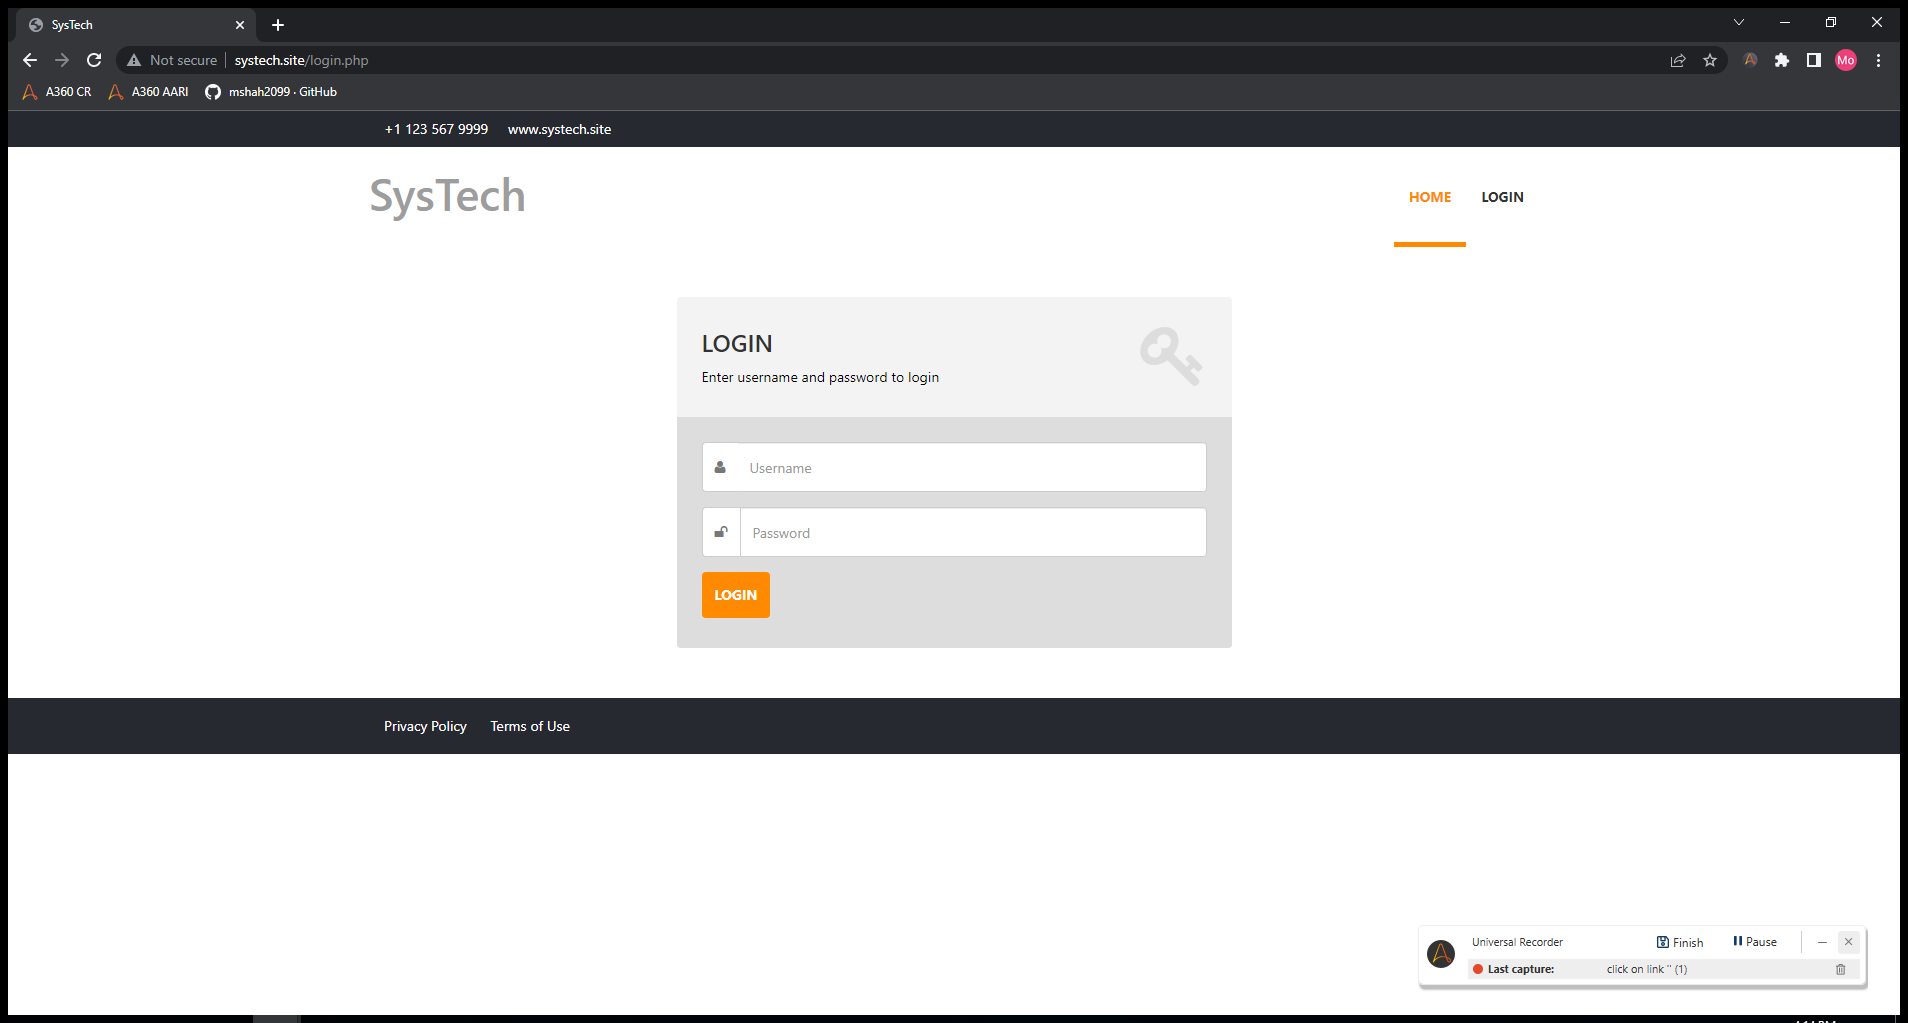 SysTech
Not secure systech.site/login.php
Mo
A360 CR A360 AARI mshah2099 · GitHub
+1 123 567 9999 www.systech.site
SysTech
HOME LOGIN
LOGIN
Enter username and password to login
Username
Password
LOGIN
Privacy Policy Terms of Use
Universal Recorder Finish Pause
Last capture: click on link '' (1)